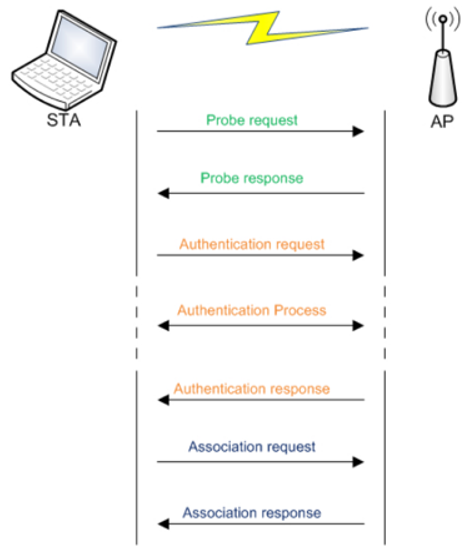 STA
AP
Probe request
Probe response
Authentication request
Authentication Process
Authentication response
Association request
Association response